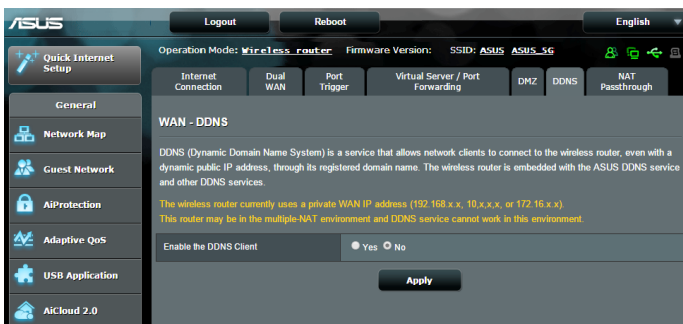 ASUS
Logout
Reboot
English
Quick Internet
Setup
Operation Mode: Wireless router Firmware Version: SSID: ASUS ASUS_5G
Internet
Connection
Dual
WAN
Port
Trigger
Virtual Server / Port
Forwarding
DMZ
DDNS
NAT
Passthrough
General
Network Map
Guest Network
AiProtection
Adaptive QoS
USB Application
AiCloud 2.0
WAN - DDNS
DDNS (Dynamic Domain Name System) is a service that allows network clients to connect to the wireless router, even with a
dynamic public IP address, through its registered domain name. The wireless router is embedded with the ASUS DDNS service
and other DDNS services.
The wireless router currently uses a private WAN IP address (192.168.x.x, 10,x,x,x, or 172.16.x.x).
This router may be in the multiple-NAT environment and DDNS service cannot work in this environment.
Enable the DDNS Client
Yes No
Apply